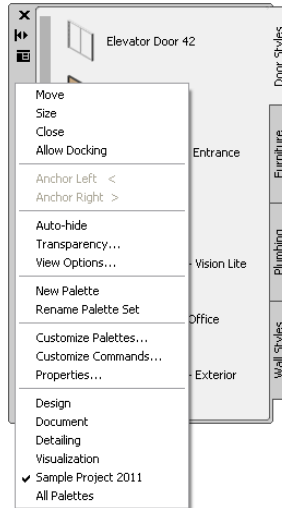 Elevator Door 42
Door Styles
Move
Size
Close
Allow Docking
Entrance
Furniture
Anchor Left <
Anchor Right >
Auto-hide
Transparency...
View Options...
- Vision Lite
Plumbing
New Palette
Rename Palette Set
Office
Customize Palettes...
Customize Commands...
Properties...
- Exterior
Wall Styles
Design
Document
Detailing
Visualization
Sample Project 2011
All Palettes